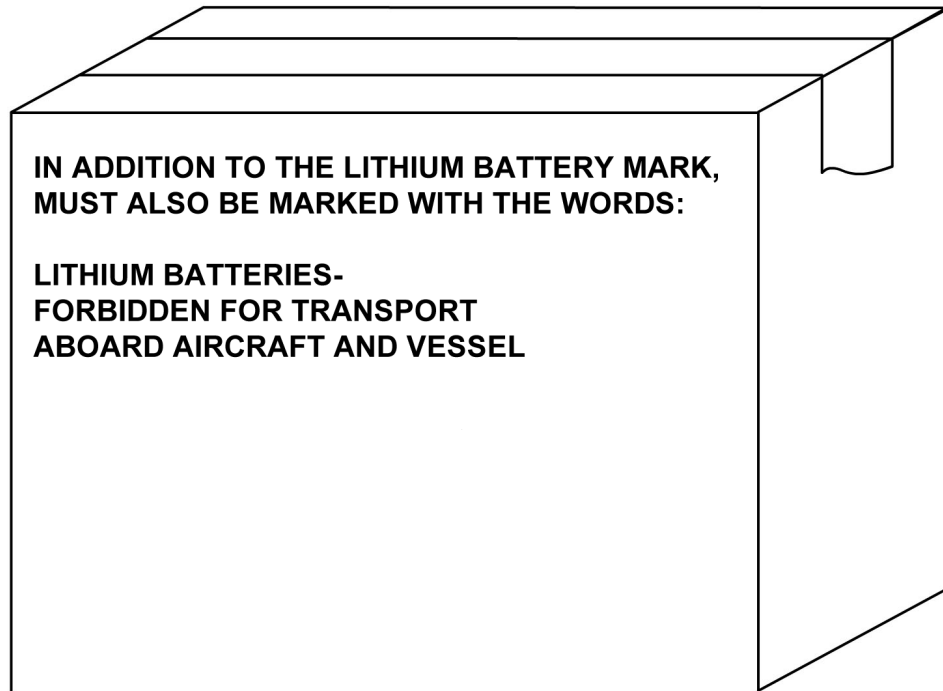 IN ADDITION TO THE LITHIUM BATTERY MARK,
MUST ALSO BE MARKED WITH THE WORDS:
LITHIUM BATTERIES-
FORBIDDEN FOR TRANSPORT
ABOARD AIRCRAFT AND VESSEL